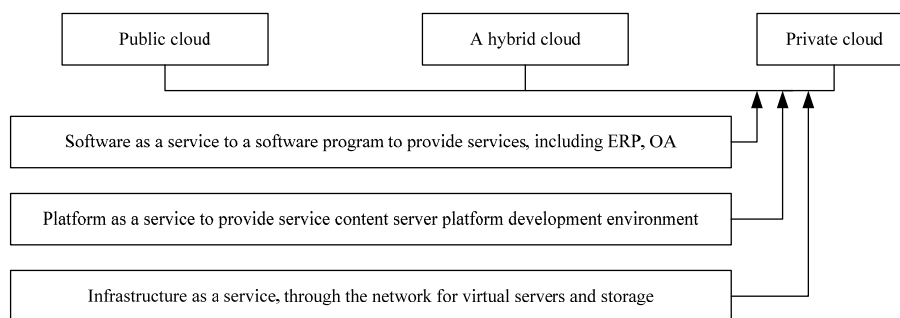 Public cloud
A hybrid cloud
Private cloud
Software as a service to a software program to provide services, including ERP, OA
Platform as a service to provide service content server platform development environment
Infrastructure as a service, through the network for virtual servers and storage